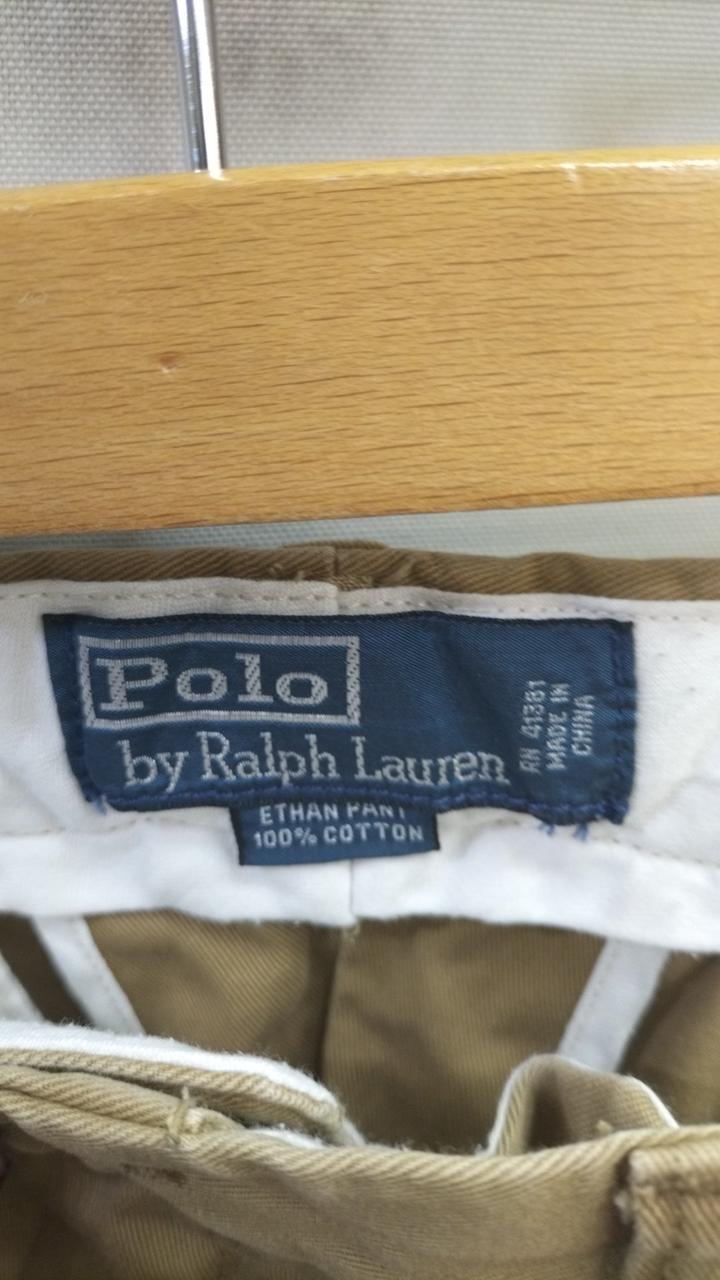 Polo
by Ralph Lauren
RN 41381
MADE IN
CHINA
ETHAN PANT
100% COTTON